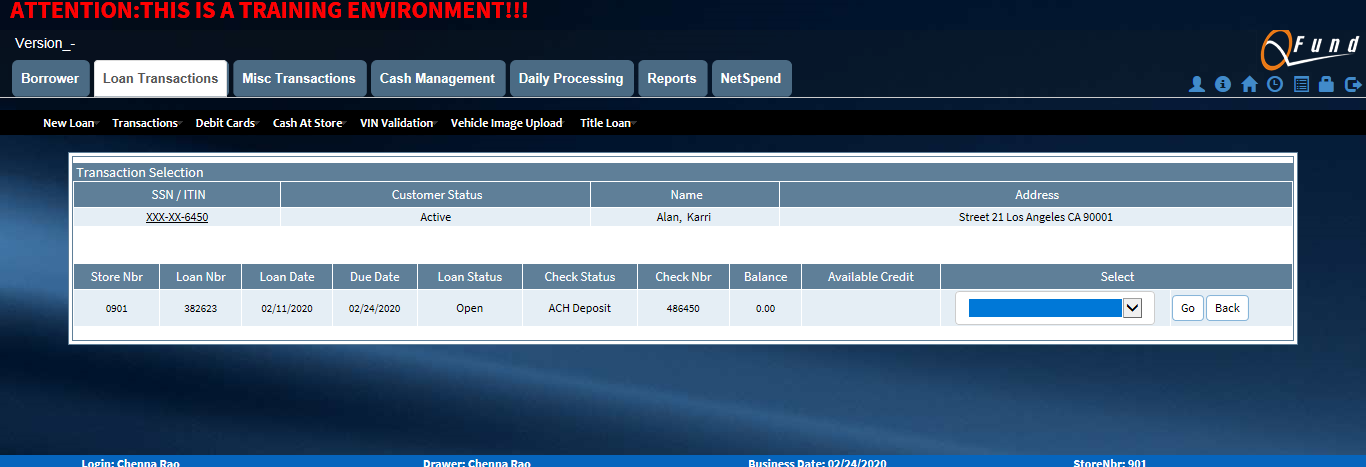 ATTENTION:THIS IS A TRAINING ENVIRONMENT!!!
Version_-
QFund
Borrower Loan Transactions Misc Transactions Cash Management Daily Processing Reports NetSpend
New Loan Transactions Debit Cards Cash At Store VIN Validation Vehicle Image Upload Title Loan
Transaction Selection
SSN / ITIN Customer Status Name Address
XXX-XX-6450 Active Alan, Karri Street 21 Los Angeles CA 90001
Store Nbr Loan Nbr Loan Date Due Date Loan Status Check Status Check Nbr Balance Available Credit Select
0901 382623 02/11/2020 02/24/2020 Open ACH Deposit 486450 0.00 Go Back
Login: Chenna Rao Drawer: Chenna Rao Business Date: 02/24/2020 StoreNbr: 901